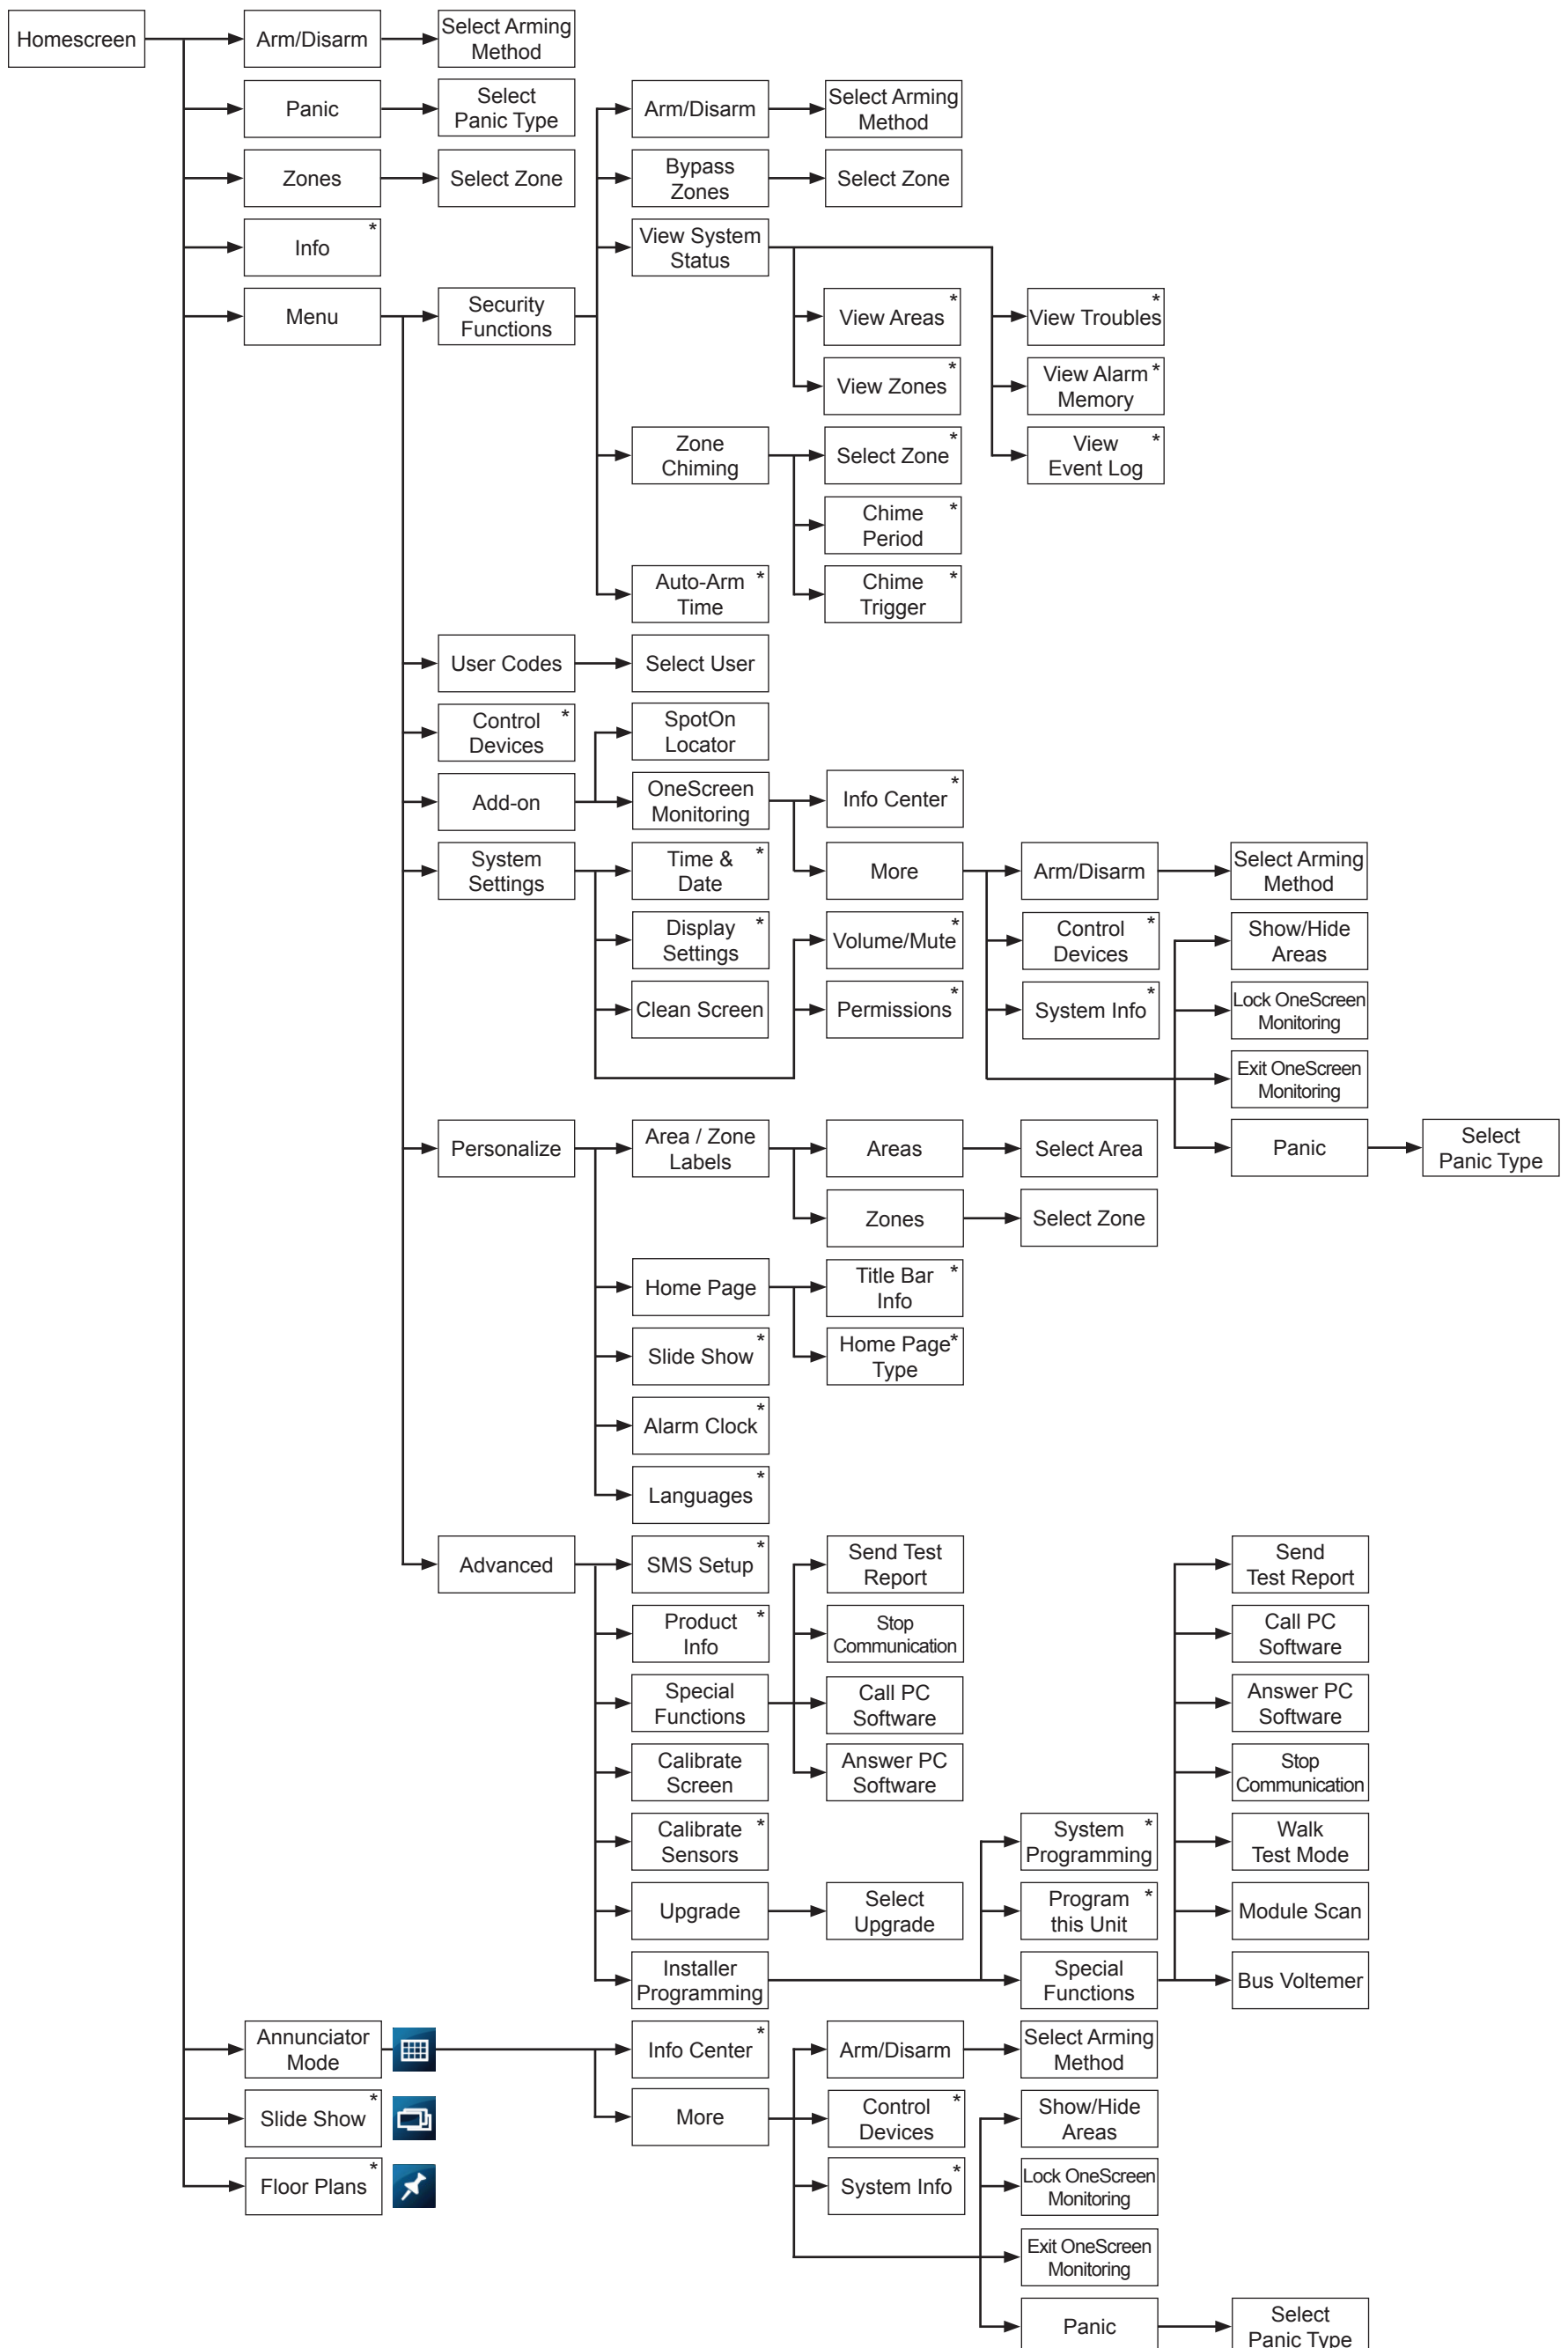 Homescreen
Arm/Disarm
Select Arming
Method
Panic
Select
Panic Type
Arm/Disarm
Select Arming
Method
Zones
Select Zone
Bypass
Zones
Select Zone
Info *
View System
Status
Menu
Security
Functions
View Areas *
View Troubles *
View Zones *
View Alarm *
Memory
Zone
Chiming
Select Zone *
View *
Event Log
Chime *
Period
Auto-Arm *
Time
Chime *
Trigger
User Codes
Select User
Control *
Devices
SpotOn
Locator
Add-on
OneScreen
Monitoring
Info Center *
System
Settings
Time & *
Date
More
Arm/Disarm
Select Arming
Method
Display *
Settings
Volume/Mute *
Control *
Devices
Show/Hide
Areas
Clean Screen
Permissions *
System Info *
Lock OneScreen
Monitoring
Exit OneScreen
Monitoring
Personalize
Area / Zone
Labels
Areas
Select Area
Panic
Select
Panic Type
Zones
Select Zone
Home Page
Title Bar *
Info
Slide Show *
Home Page *
Type
Alarm Clock *
Languages *
Advanced
SMS Setup *
Send Test
Report
Send
Test Report
Product *
Info
Stop
Communication
Call PC
Software
Special
Functions
Call PC
Software
Answer PC
Software
Calibrate
Screen
Answer PC
Software
Stop
Communication
Calibrate *
Sensors
System *
Programming
Walk
Test Mode
Upgrade
Select
Upgrade
Program *
this Unit
Module Scan
Installer
Programming
Special
Functions
Bus Voltemer
Annunciator
Mode
Info Center *
Arm/Disarm
Select Arming
Method
Slide Show *
More
Control *
Devices
Show/Hide
Areas
Floor Plans *
System Info *
Lock OneScreen
Monitoring
Exit OneScreen
Monitoring
Panic
Select
Panic Type